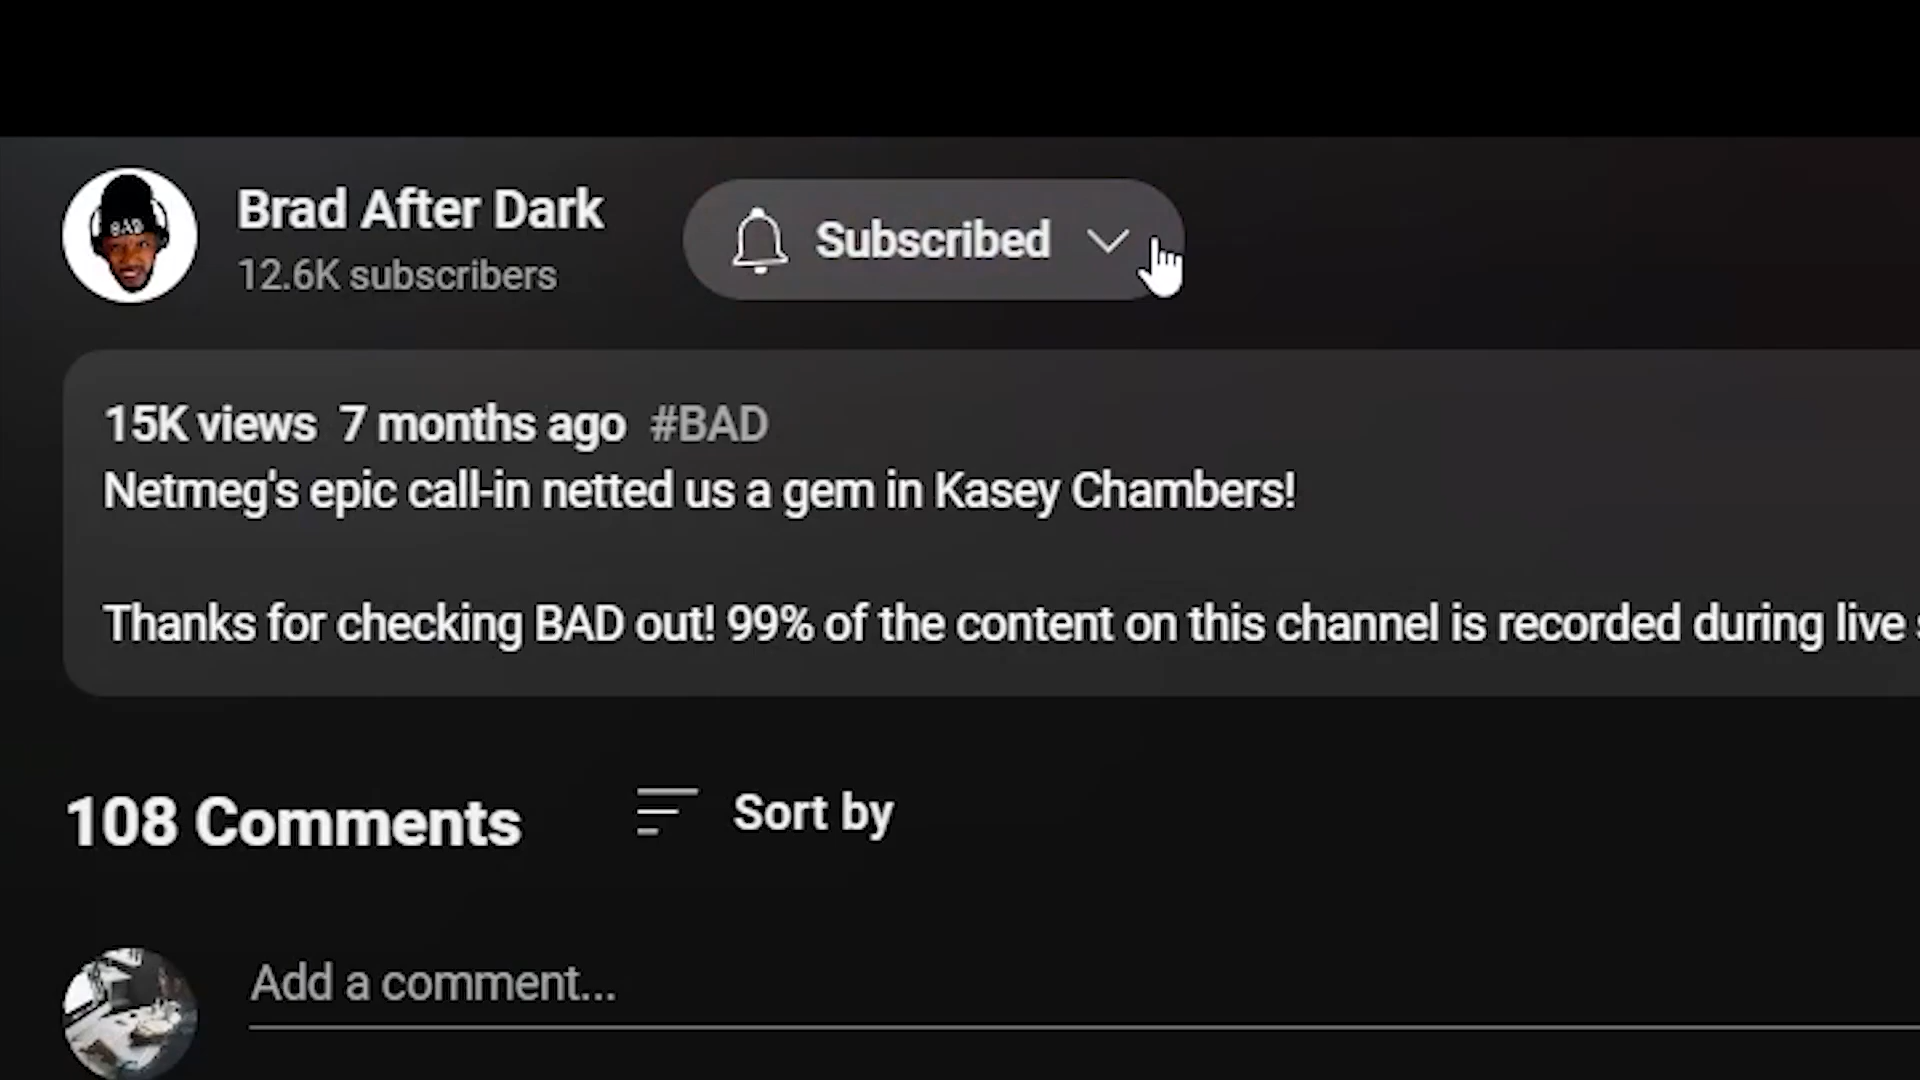 BAD
Brad After Dark
12.6K subscribers
Subscribed
15K views 7 months ago #BAD
Netmeg's epic call-in netted us a gem in Kasey Chambers!
Thanks for checking BAD out! 99% of the content on this channel is recorded during live
108 Comments
Sort by
Add a comment...